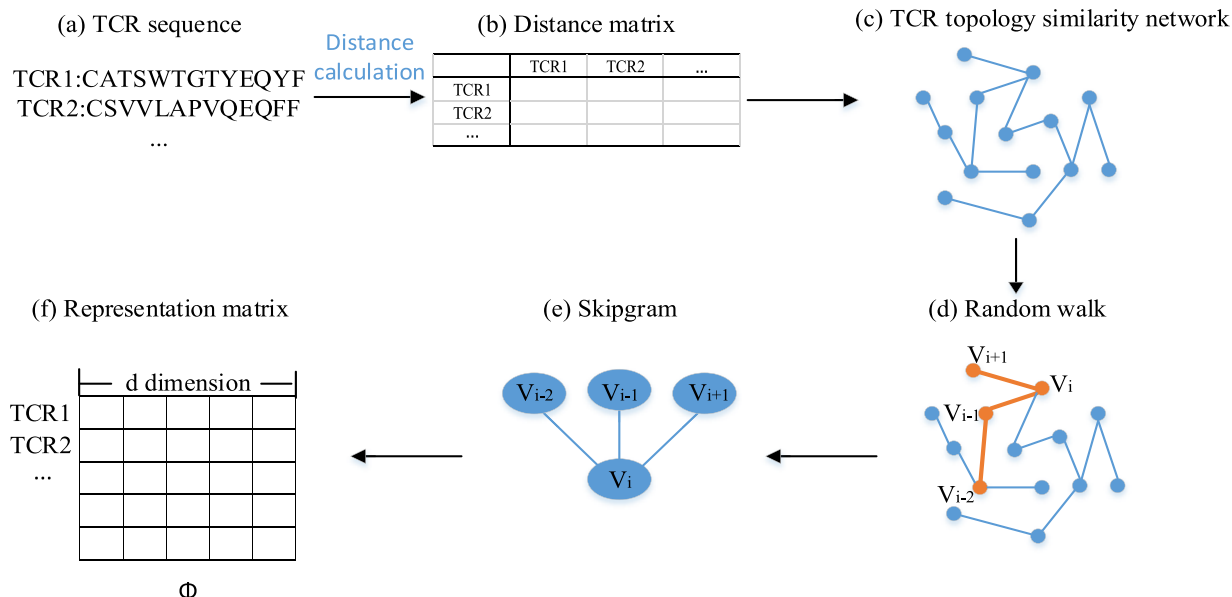 (a) TCR sequence
TCR1:CATSWTGTYEQYF
TCR2:CSVVLAPVQEQFF
...
Distance
calculation
(b) Distance matrix
TCR1 TCR2 ...
TCR1
TCR2
...
(c) TCR topology similarity network
(d) Random walk
Vi+1
Vi
Vi-1
Vi-2
(e) Skipgram
Vi-2 Vi-1 Vi+1
Vi
(f) Representation matrix
d dimension
TCR1
TCR2
...
Φ